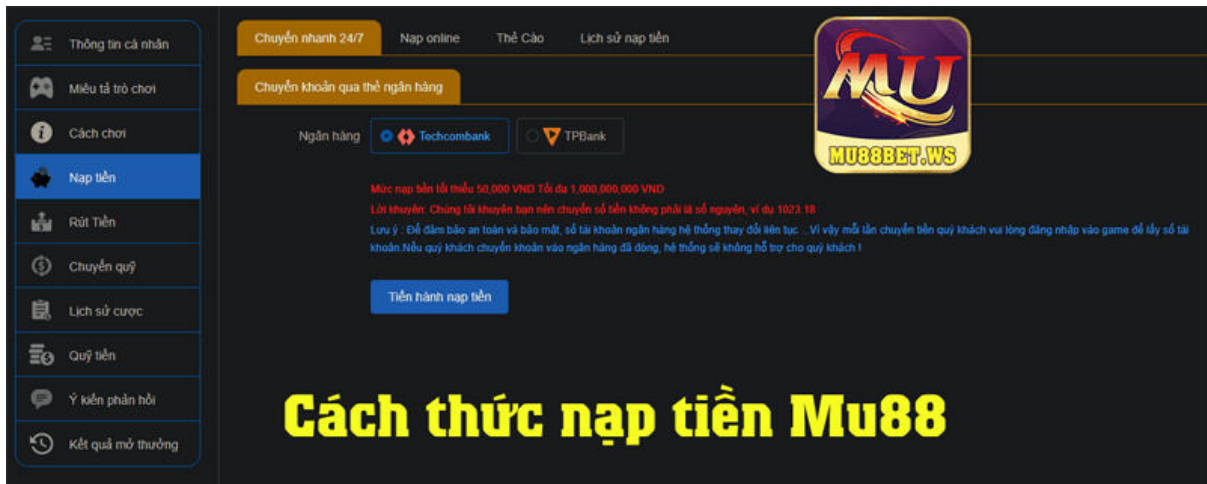 Thông tin cá nhân
Miêu tả trò chơi
Cách chơi
Nạp tiền
Rút Tiền
Chuyển quỹ
Lịch sử cược
Quỹ tiền
Ý kiến phản hồi
Kết quả mở thưởng
Chuyển nhanh 24/7 Nạp online Thẻ Cào Lịch sử nạp tiền
Chuyển khoản qua thẻ ngân hàng
Ngân hàng Techcombank TPBank
MU
MU88BET.WS
Mức nạp tiền tối thiểu 50,000 VND Tối đa 1,000,000,000 VND
Lời khuyên: Chúng tôi khuyên bạn nên chuyển số tiền không phải là số nguyên, ví dụ 1023.18
Lưu ý : Để đảm bảo an toàn và bảo mật, số tài khoản ngân hàng hệ thống thay đổi liên tục ...Vì vậy mỗi lần chuyển tiền quý khách vui lòng đăng nhập vào game để lấy số tài
khoản.Nếu quý khách chuyển khoản vào ngân hàng đã đóng, hệ thống sẽ không hỗ trợ cho quý khách !
Tiến hành nạp tiền
Cách thức nạp tiền Mu88